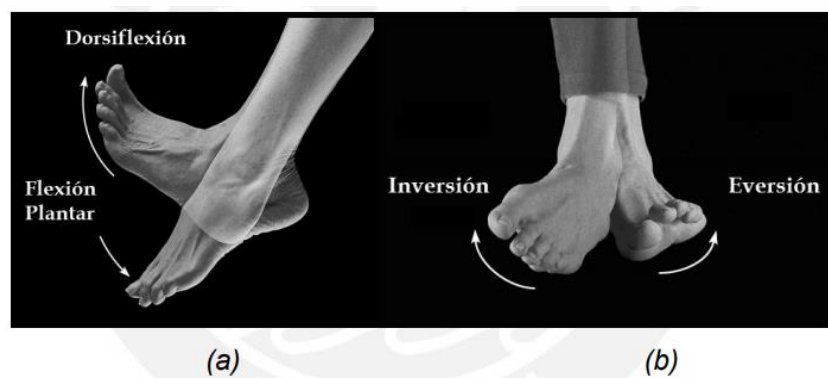 Dorsiflexión
Flexión
Plantar
Inversión
Eversión
(a)
(b)